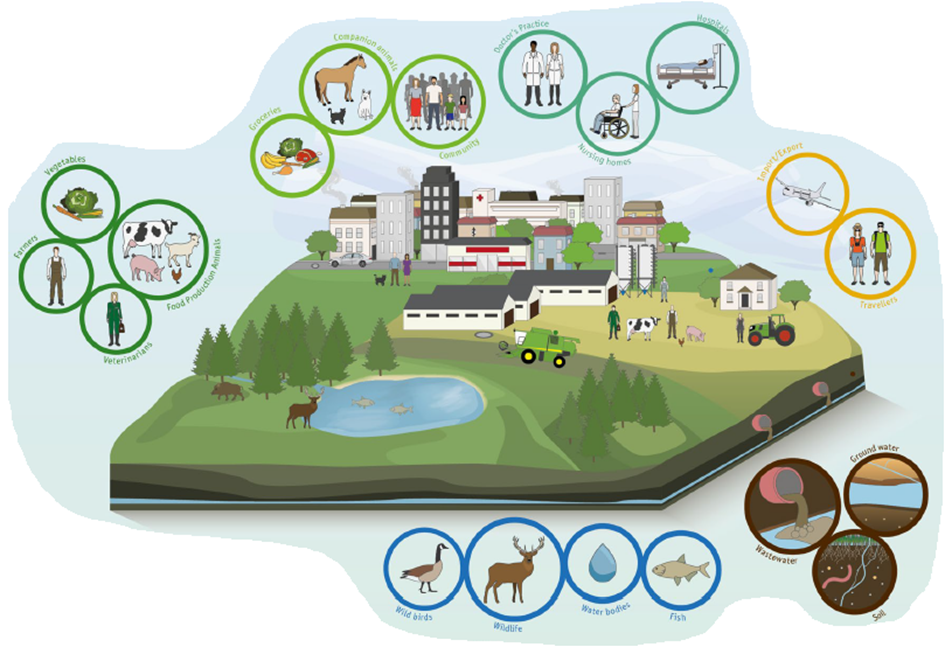 Companion animals
Groceries
Community
Doctor's Practice
Hospitals
Nursing homes
Import/Export
Travellers
Vegetables
Farmers
Food Production Animals
Veterinarians
Ground water
Wastewater
Soil
Wild birds
Wildlife
Water bodies
Fish